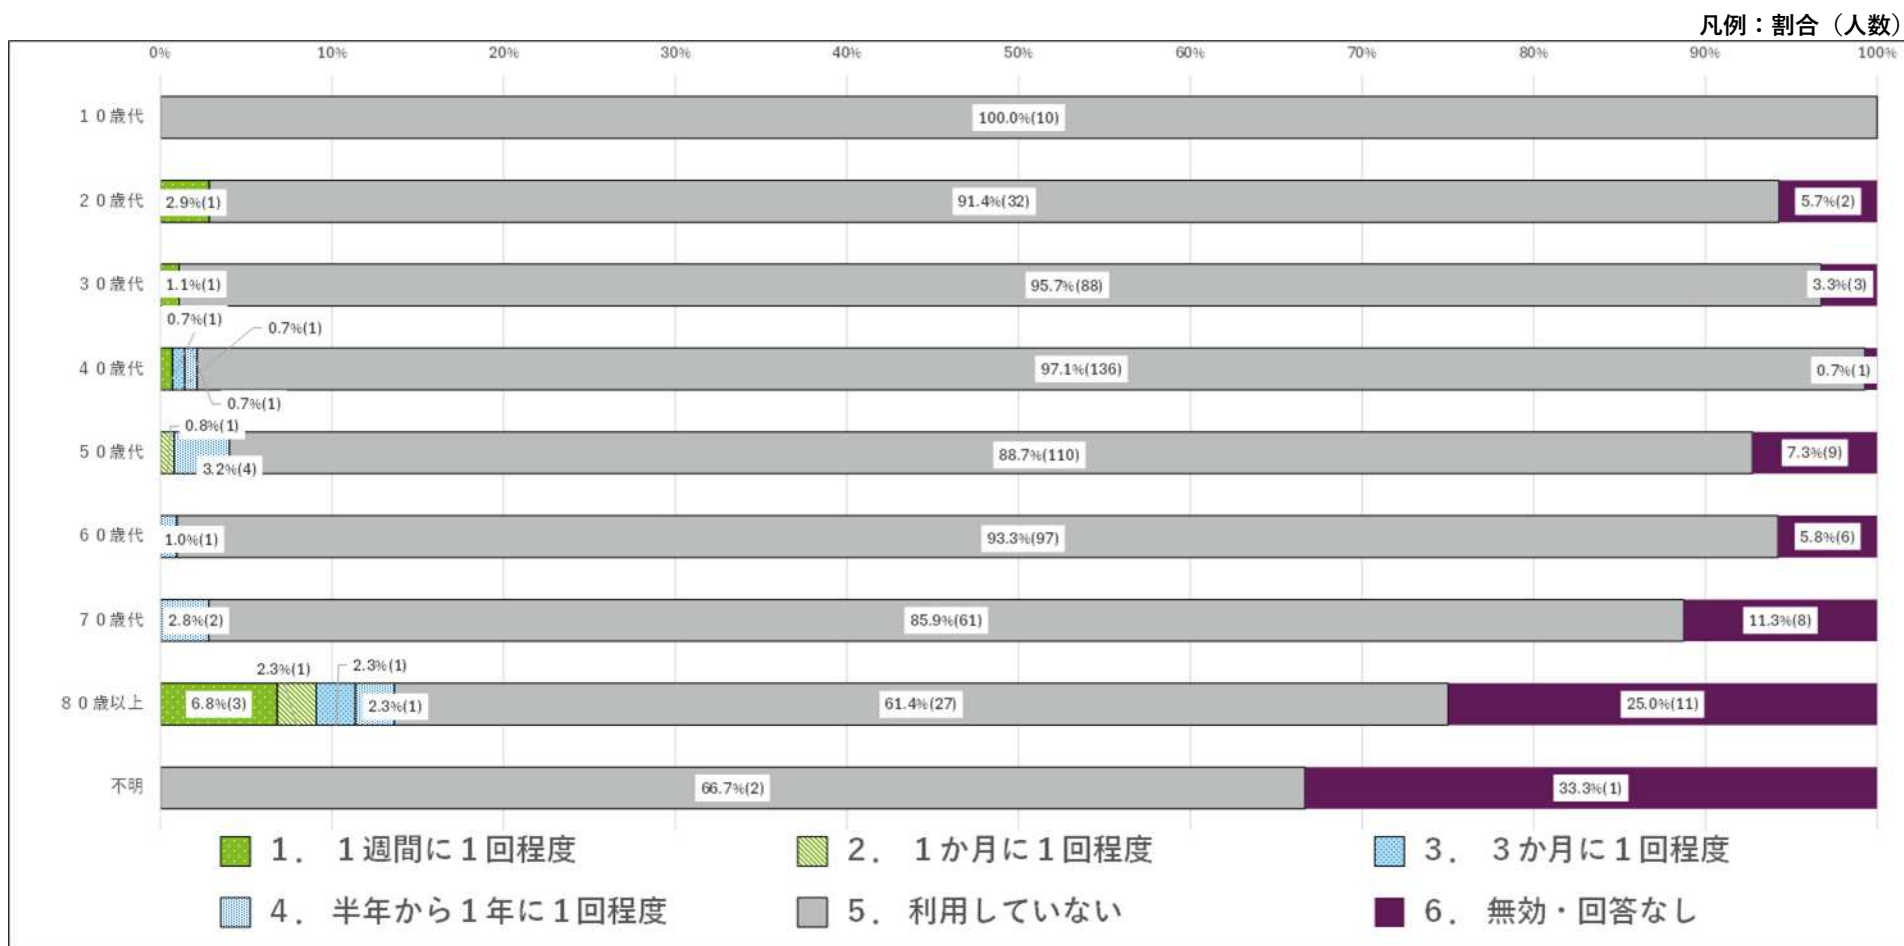 凡例：割合（人数）
0% 10% 20% 30% 40% 50% 60% 70% 80% 90% 100%
１０歳代 100.0%(10)
２０歳代 2.9%(1) 91.4%(32) 5.7%(2)
３０歳代 1.1%(1) 95.7%(88) 3.3%(3)
0.7%(1) 0.7%(1)
４０歳代 97.1%(136) 0.7%(1)
0.7%(1)
0.8%(1)
５０歳代 3.2%(4) 88.7%(110) 7.3%(9)
６０歳代 1.0%(1) 93.3%(97) 5.8%(6)
７０歳代 2.8%(2) 85.9%(61) 11.3%(8)
2.3%(1) 2.3%(1)
８０歳以上 6.8%(3) 2.3%(1) 61.4%(27) 25.0%(11)
不明 66.7%(2) 33.3%(1)
１． １週間に１回程度 ２． １か月に１回程度 ３． ３か月に１回程度
４． 半年から１年に１回程度 ５． 利用していない ６． 無効・回答なし